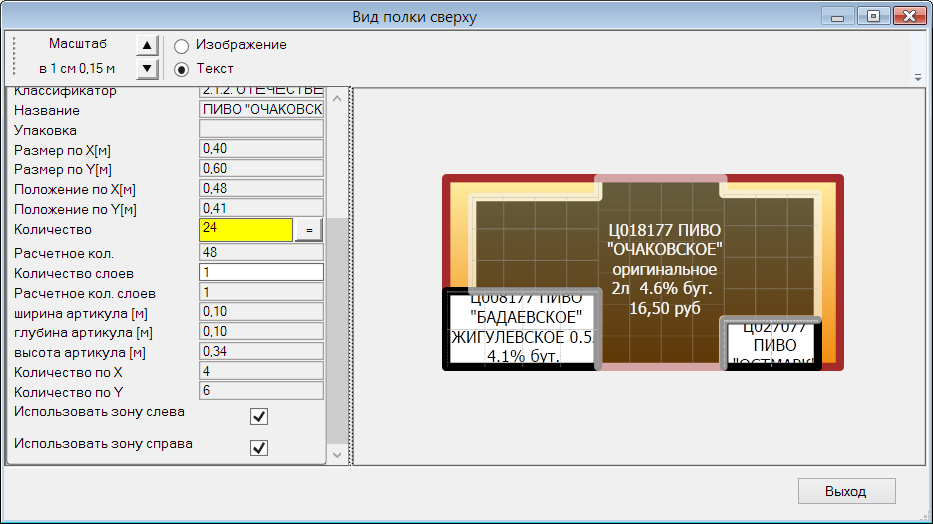 Вид полки сверху
Масштаб
в 1 см 0,15 м
Изображение
Текст
Классификатор 2.1.2. ОТЕЧЕСТВЕ
Название ПИВО "ОЧАКОВСК
Упаковка
Размер по X[м] 0,40
Размер по Y[м] 0,60
Положение по X[м] 0,48
Положение по Y[м] 0,41
Количество 24 =
Расчетное кол. 48
Количество слоев 1
Расчетное кол. слоев 1
ширина артикула [м] 0,10
глубина артикула [м] 0,10
высота артикула [м] 0,34
Количество по X 4
Количество по Y 6
Использовать зону слева
Использовать зону справа
Ц018177 ПИВО
"ОЧАКОВСКОЕ"
оригинальное
2л 4.6% бут.
16,50 руб
Ц008177 ПИВО
"БАДАЕВСКОЕ"
ЖИГУЛЕВСКОЕ 0.5
4.1% бут.
Ц027077
ПИВО
"ОСТМАРК"
Выход